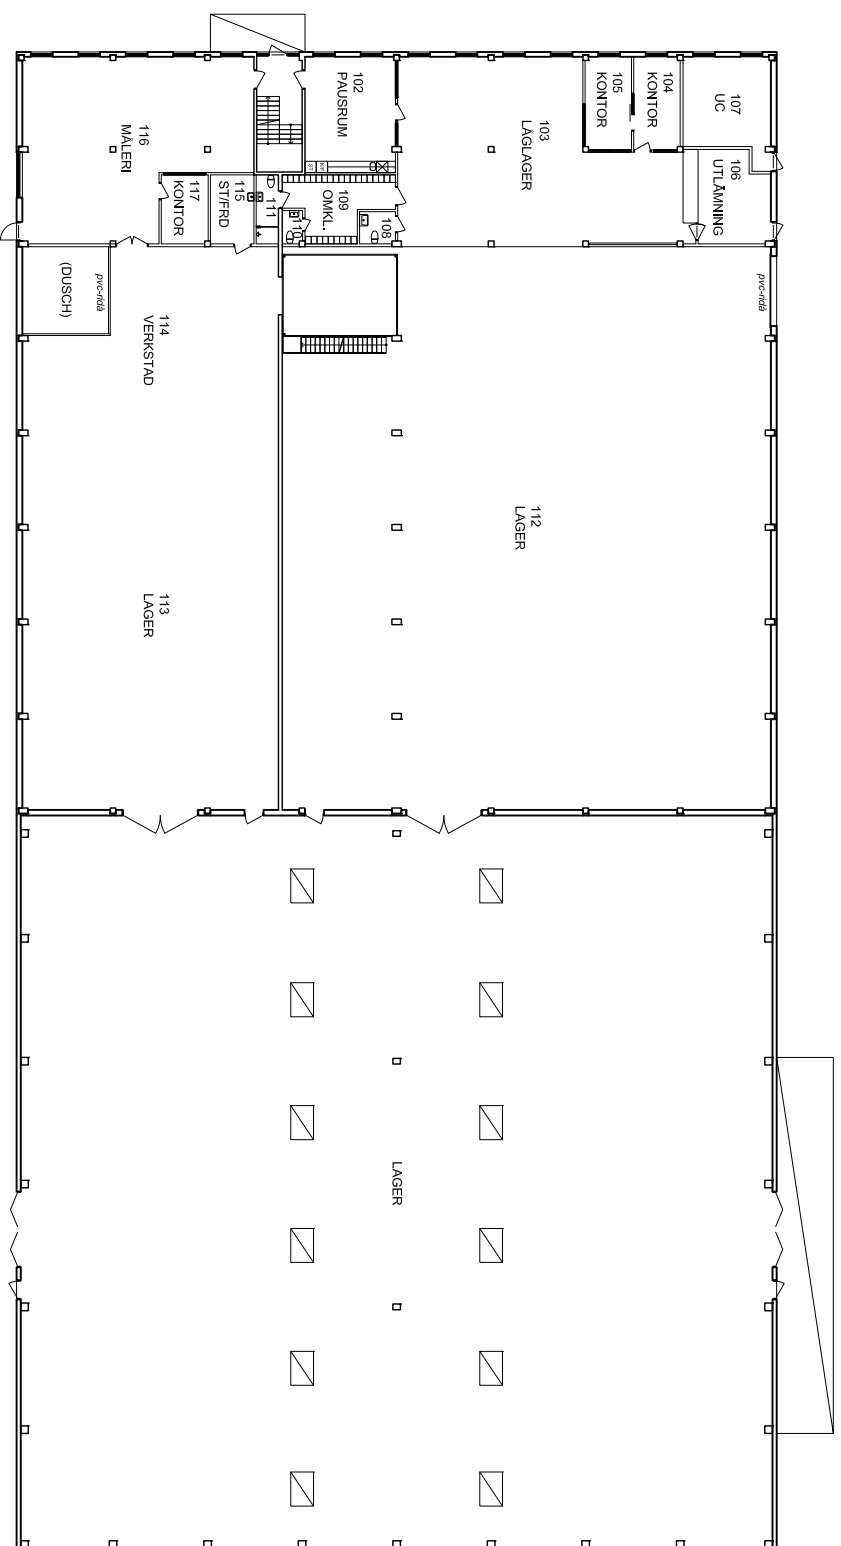 102
PAUSRUM
103
LÅGLAGER
105
KONTOR
104
KONTOR
107
UC
106
UTLÄMNING
116
MÅLERI
117
KONTOR
115
ST/FRD
111
109
OMKL.
110
108
ST
K/F
(DUSCH)
pvc-ridå
pvc-ridå
114
VERKSTAD
112
LAGER
113
LAGER
LAGER